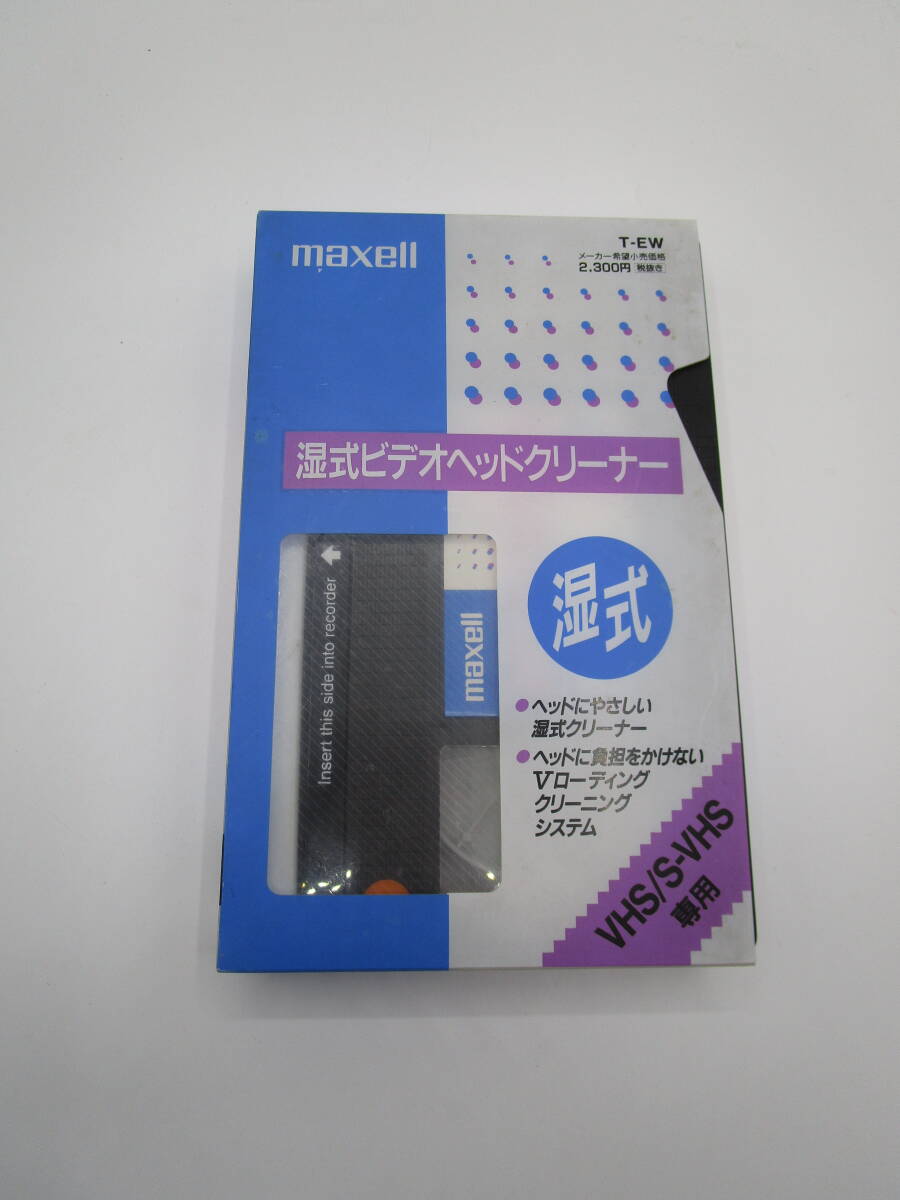 maxell
T-EW
メーカー希望小売価格
2,300円 税抜き
湿式ビデオヘッドクリーナー
Insert this side into recorder
maxell
湿式
ヘッドにやさしい
湿式クリーナー
ヘッドに負担をかけない
Vローディング
クリーニング
システム
VHS/S-VHS
専用